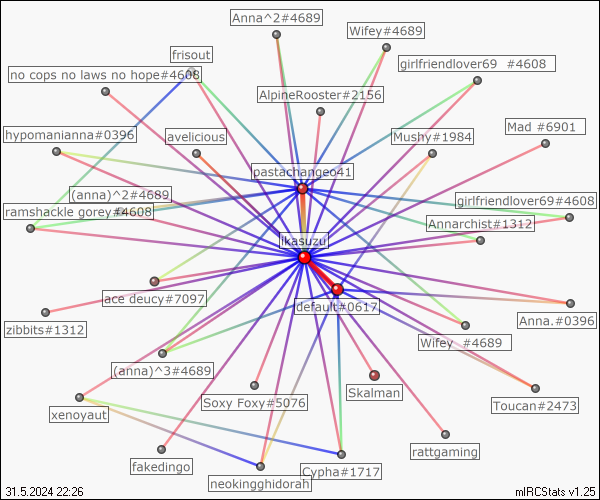 Anna^2#4689
Wifey#4689
frisout
girlfriendlover69 #4608
no cops no laws no hope#4608
AlpineRooster#2156
hypomanianna#0396
avelicious
Mushy#1984
Mad #6901
pastachangeo41
(anna)^2#4689
girlfriendlover69#4608
ramshackle gorey#4608
Annarchist#1312
ikasuzu
ace deucy#7097
default#0617
Anna.#0396
zibbits#1312
Wifey #4689
(anna)^3#4689
Skalman
Soxy Foxy#5076
Toucan#2473
xenoyaut
rattgaming
fakedingo
Cypha#1717
neokingghidorah
31.5.2024 22:26
mIRCStats v1.25